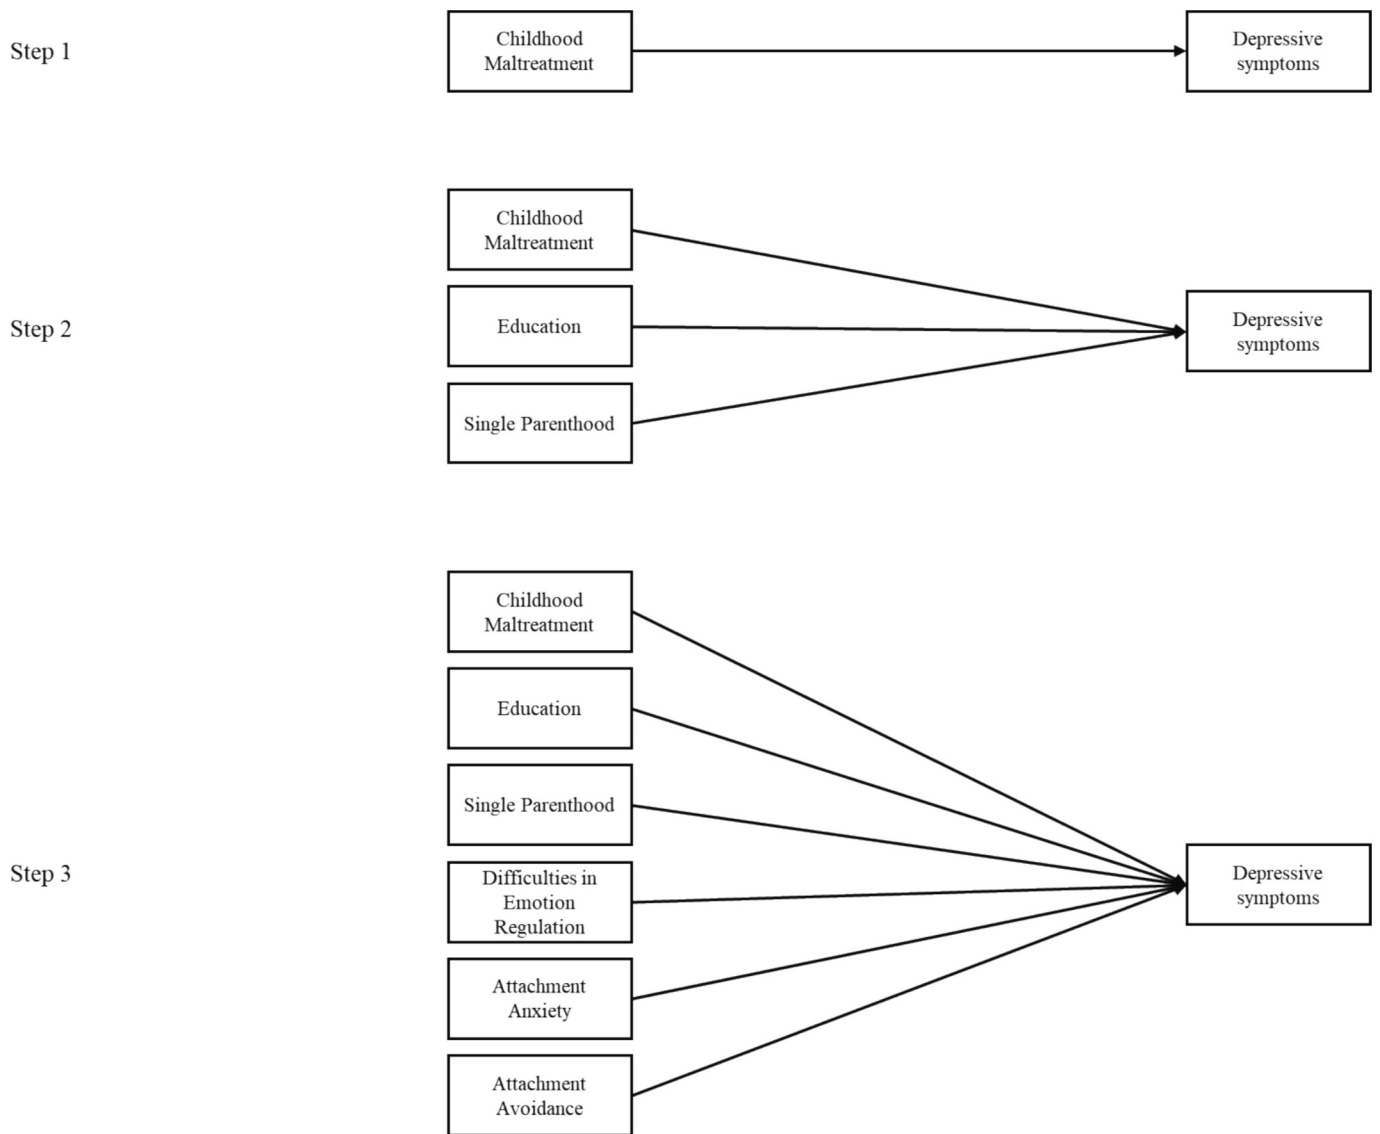 Step 1
Childhood
Maltreatment
Depressive
symptoms
Step 2
Childhood
Maltreatment
Education
Single Parenthood
Depressive
symptoms
Step 3
Childhood
Maltreatment
Education
Single Parenthood
Difficulties in
Emotion
Regulation
Attachment
Anxiety
Attachment
Avoidance
Depressive
symptoms